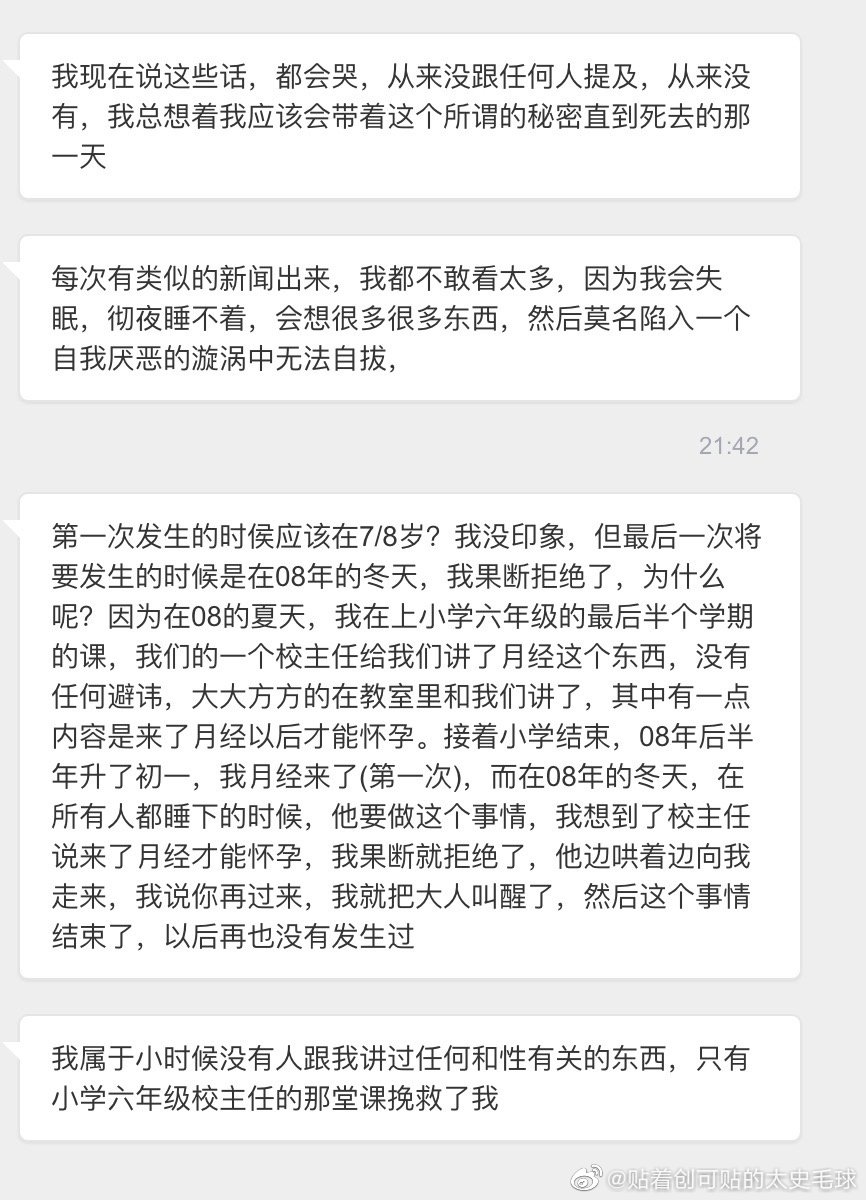 我现在说这些话，都会哭，从来没跟任何人提及，从来没
有，我总想着我应该会带着这个所谓的秘密直到死去的那
一天
每次有类似的新闻出来，我都不敢看太多，因为我会失
眠，彻夜睡不着，会想很多很多东西，然后莫名陷入一个
自我厌恶的漩涡中无法自拔，
21:42
第一次发生的时侯应该在7/8岁？我没印象，但最后一次将
要发生的时候是在08年的冬天，我果断拒绝了，为什么
呢？因为在08的夏天，我在上小学六年级的最后半个学期
的课，我们的一个校主任给我们讲了月经这个东西，没有
任何避讳，大大方方的在教室里和我们讲了，其中有一点
内容是来了月经以后才能怀孕。接着小学结束，08年后半
年升了初一，我月经来了(第一次)，而在08年的冬天，在
所有人都睡下的时候，他要做这个事情，我想到了校主任
说来了月经才能怀孕，我果断就拒绝了，他边哄着边向我
走来，我说你再过来，我就把大人叫醒了，然后这个事情
结束了，以后再也没有发生过
我属于小时候没有人跟我讲过任何和性有关的东西，只有
小学六年级校主任的那堂课挽救了我
@贴着创可贴的太史毛球